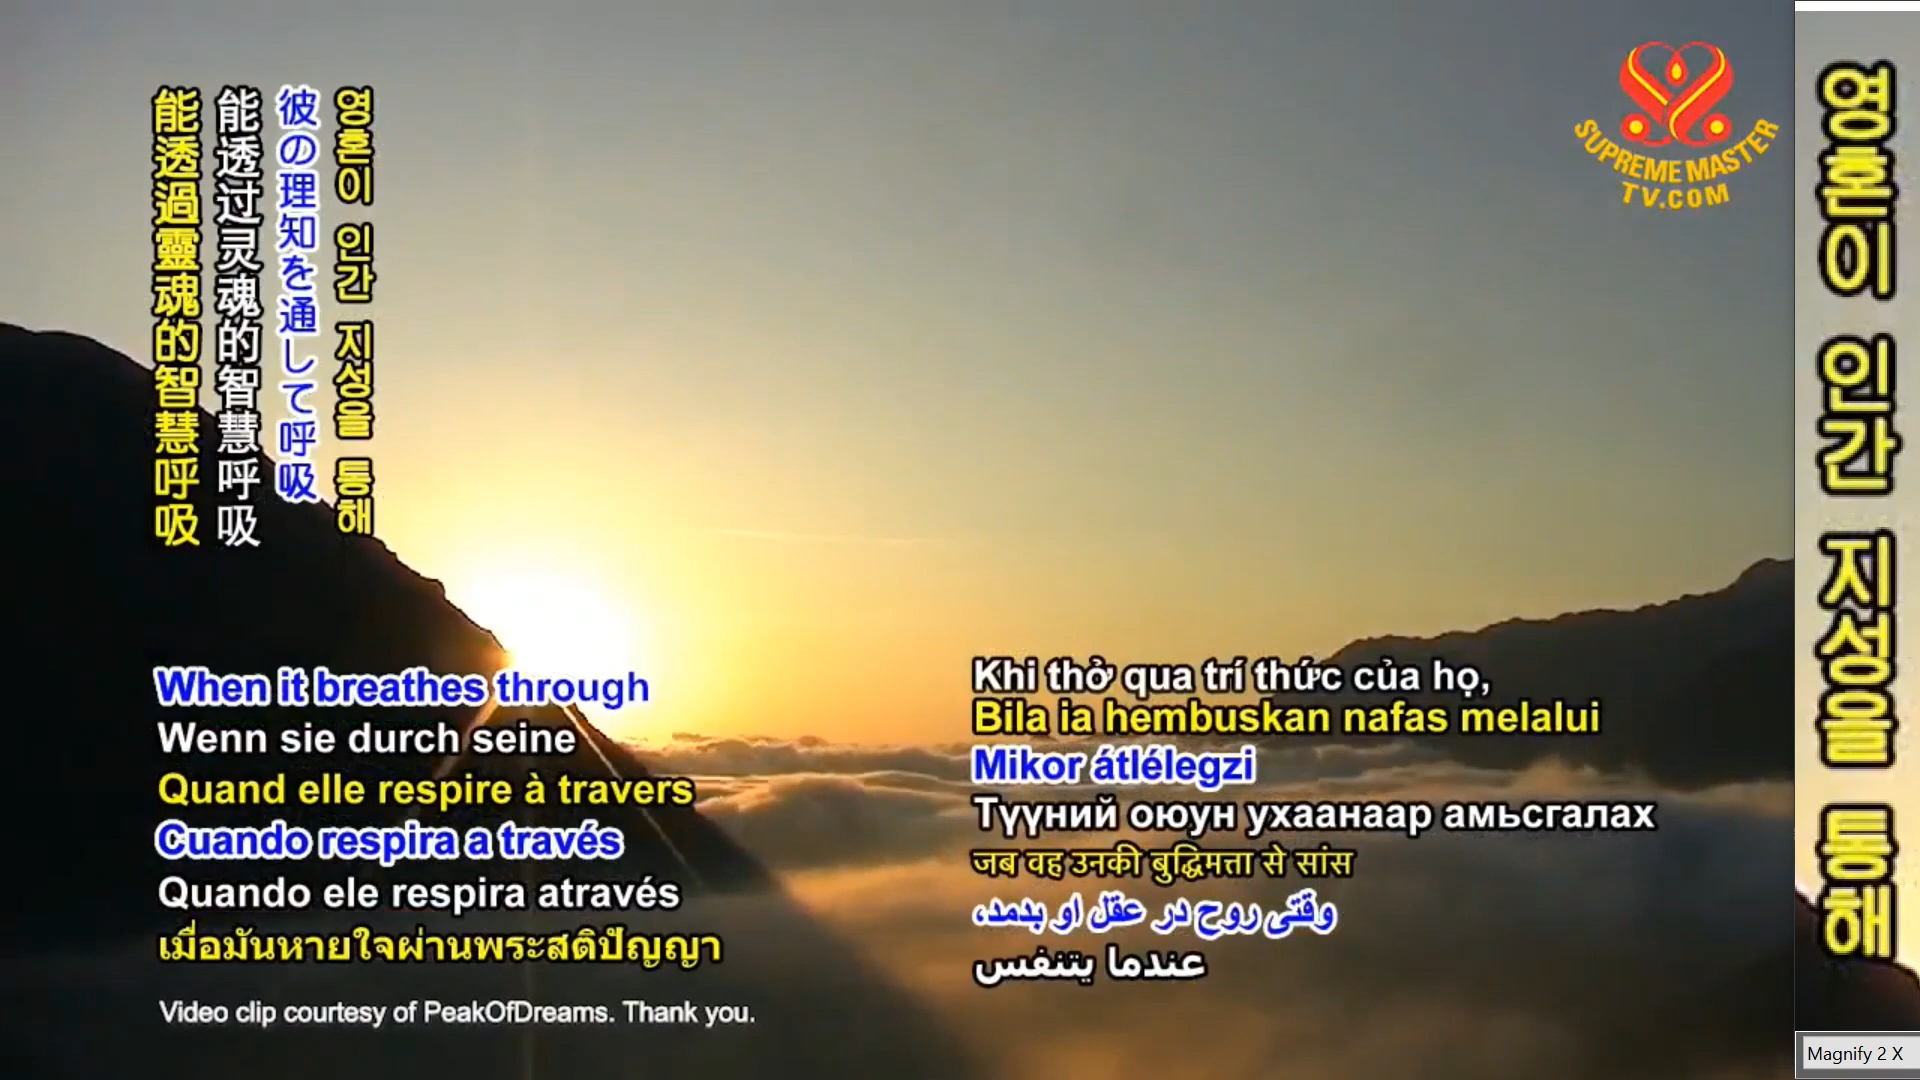 영혼이 인간 지성을 통해
彼の理知を通して呼吸
能透过灵魂的智慧呼吸
能透過靈魂的智慧呼吸
SUPREME MASTER
TV.COM
When it breathes through
Wenn sie durch seine
Quand elle respire à travers
Cuando respira a través
Quando ele respira através
เมื่อมันหายใจผ่านพระสติปัญญา
Video clip courtesy of PeakOfDreams. Thank you.
Khi thở qua trí thức của họ,
Bila ia hembuskan nafas melalui
Mikor átlélegzi
Түүний оюун ухаанаар амьсгалах
जब वह उनकी बुद्धिमत्ता से सांस
وقتی روح در عقل او بدمد،
عندما يتنفس
영혼이 인간 지성을 통해
Magnify 2 X